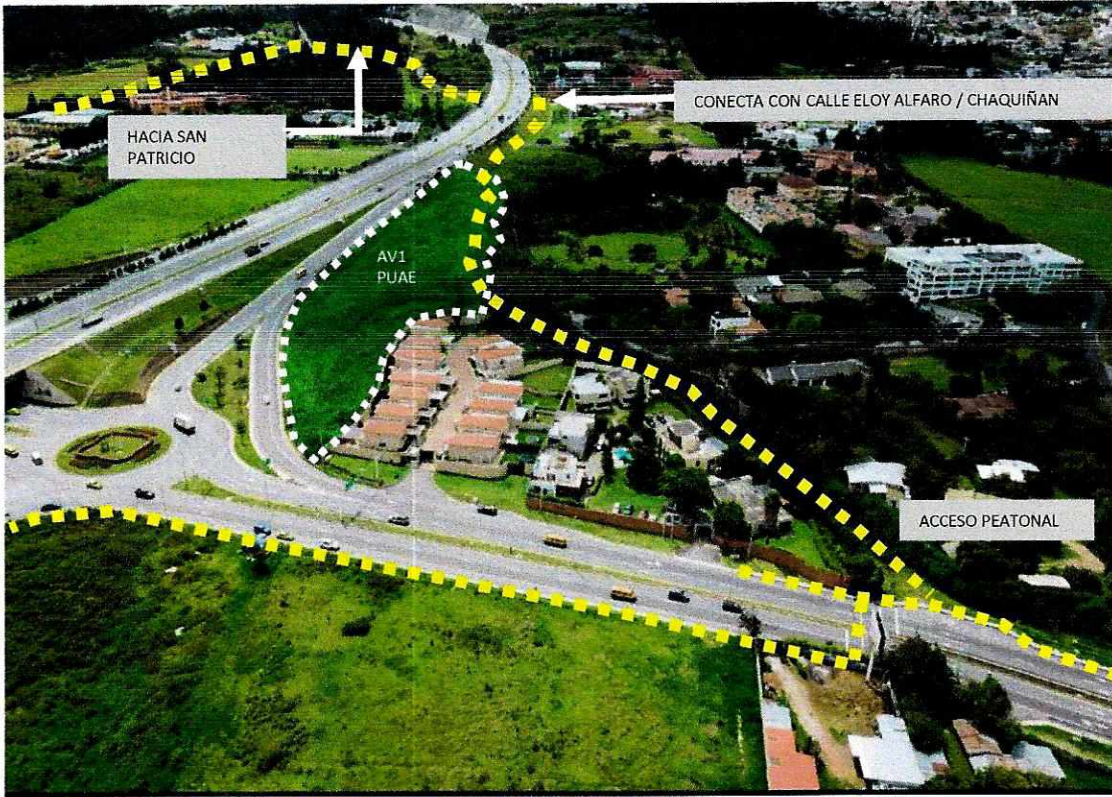 CONECTA CON CALLE ELOY ALFARO / CHAQUIÑAN
HACIA SAN
PATRICIO
AV1
PUAE
ACCESO PEATONAL